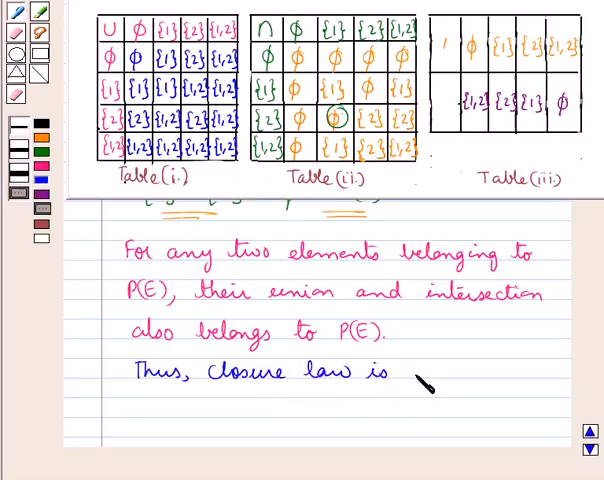 ∪ ϕ {1} {2} {1,2}
ϕ ϕ {1} {2} {1,2}
{1} {1} {1} {1,2} {1,2}
{2} {2} {1,2} {2} {1,2}
{1,2} {1,2} {1,2} {1,2} {1,2}
Table(i.)
∩ ϕ {1} {2} {1,2}
ϕ ϕ ϕ ϕ ϕ
{1} ϕ {1} ϕ {1}
{2} ϕ ϕ {2} {2}
{1,2} ϕ {1} {2} {1,2}
Table(ii.)
' ϕ {1} {2} {1,2}
{1,2} {2} {1} ϕ
Table(iii.)
For any two elements belonging to
P(E), their union and intersection
also belongs to P(E).
Thus, closure law is